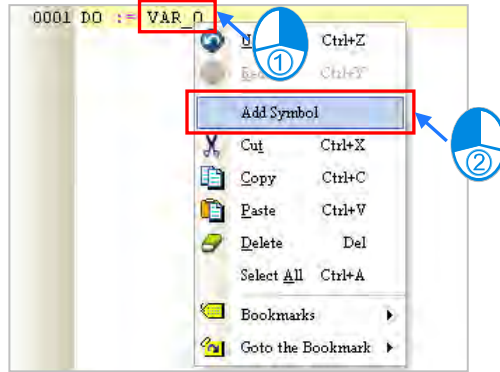 0001 DO := VAR_0
Ctrl+Z
①
Ctrl+Y
Add Symbol
②
Cut Ctrl+X
Copy Ctrl+C
Paste Ctrl+V
Delete Del
Select All Ctrl+A
Bookmarks
Goto the Bookmark